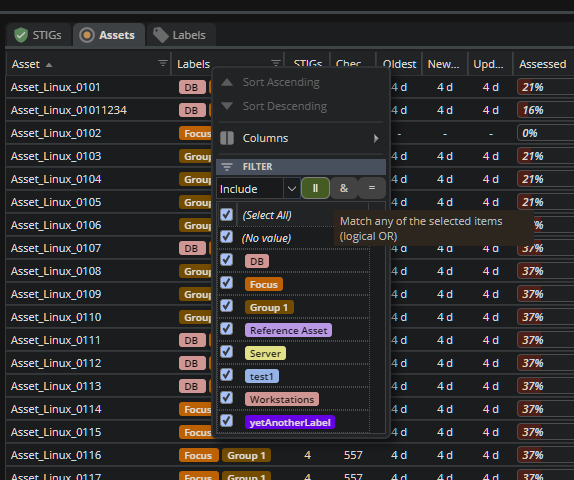 STIGs Assets Labels
Asset Labels STIGs Chec Oldest New... Upd... Assessed
Asset_Linux_0101 DB 4 d 4 d 4 d 21%
Asset_Linux_01011234 DB 4 d 4 d 4 d 16%
Asset_Linux_0102 Focus - - - 0%
Asset_Linux_0103 Group 4 d 4 d 4 d 21%
Asset_Linux_0104 Group 4 d 4 d 4 d 21%
Asset_Linux_0105 Group 4 d 4 d 4 d 21%
Asset_Linux_0106 Group %
Asset_Linux_0107 DB 4 d 4 d 4 d 37%
Asset_Linux_0108 Group 4 d 4 d 4 d 37%
Asset_Linux_0109 Group 4 d 4 d 4 d 37%
Asset_Linux_0110 Group 4 d 4 d 4 d 37%
Asset_Linux_0111 DB 4 d 4 d 4 d 37%
Asset_Linux_0112 DB 4 d 4 d 4 d 37%
Asset_Linux_0113 DB 4 d 4 d 4 d 37%
Asset_Linux_0114 Focus 4 d 4 d 4 d 37%
Asset_Linux_0115 Focus 4 d 4 d 4 d 37%
Asset_Linux_0116 Focus Group 1 4 557 4 d 4 d 4 d 37%
Asset_Linux_0117 Focus Group 1 4 557 4 d 4 d 4 d 37%
Sort Ascending
Sort Descending
Columns
FILTER
Include || & =
(Select All)
(No value)
DB
Focus
Group 1
Reference Asset
Server
test1
Workstations
yetAnotherLabel
Match any of the selected items
(logical OR)